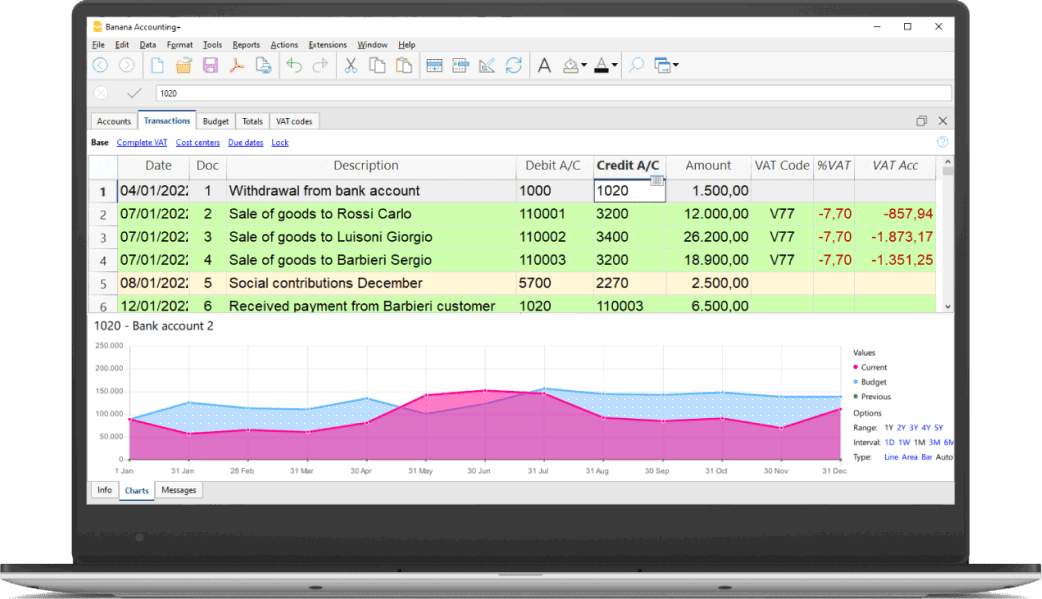 Banana Accounting+
File Edit Data Format Tools Reports Actions Extensions Window Help
1020
Accounts Transactions Budget Totals VAT codes
Base Complete VAT Cost centers Due dates Lock
Date Doc Description Debit A/C Credit A/C Amount VAT Code %VAT VAT Acc
1 04/01/2022 1 Withdrawal from bank account 1000 1020 1.500,00
2 07/01/2022 2 Sale of goods to Rossi Carlo 110001 3200 12.000,00 V77 -7,70 -857,94
3 07/01/2022 3 Sale of goods to Luisoni Giorgio 110002 3400 26.200,00 V77 -7,70 -1.873,17
4 07/01/2022 4 Sale of goods to Barbieri Sergio 110003 3200 18.900,00 V77 -7,70 -1.351,25
5 08/01/2022 5 Social contributions December 5700 2270 2.500,00
6 12/01/2022 6 Received payment from Barbieri customer 1020 110003 6.500,00
1020 - Bank account 2
250.000
200.000
150.000
100.000
50.000
0
1 Jan 31 Jan 28 Feb 31 Mar 30 Apr 31 May 30 Jun 31 Jul 31 Aug 30 Sep 31 Oct 30 Nov 31 Dec
Values
Current
Budget
Previous
Options
Range: 1Y 2Y 3Y 4Y 5Y
Interval: 1D 1W 1M 3M 6M
Type: Line Area Bar Auto
Info Charts Messages